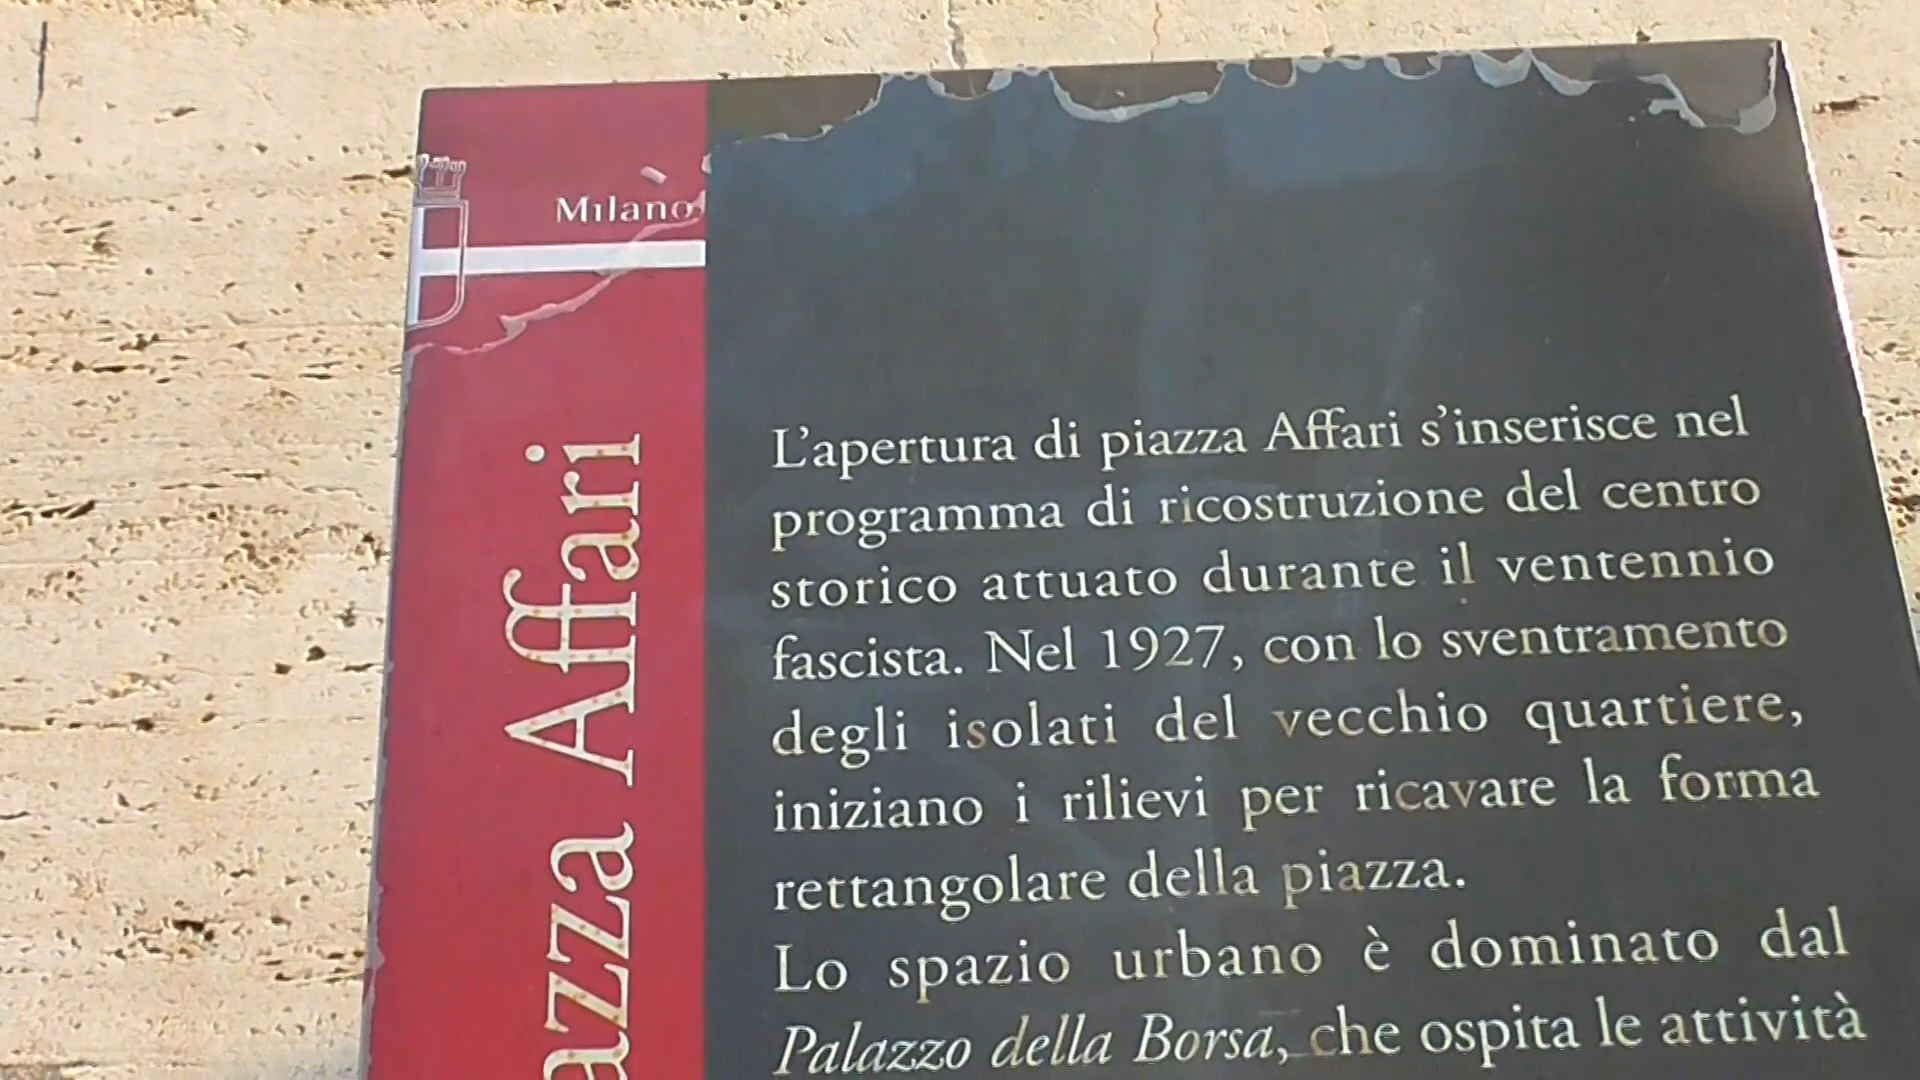 Milano
azza Affari
L'apertura di piazza Affari s'inserisce nel
programma di ricostruzione del centro
storico attuato durante il ventennio
fascista. Nel 1927, con lo sventramento
degli isolati del vecchio quartiere,
iniziano i rilievi per ricavare la forma
rettangolare della piazza.
Lo spazio urbano è dominato dal
Palazzo della Borsa, che ospita le attività